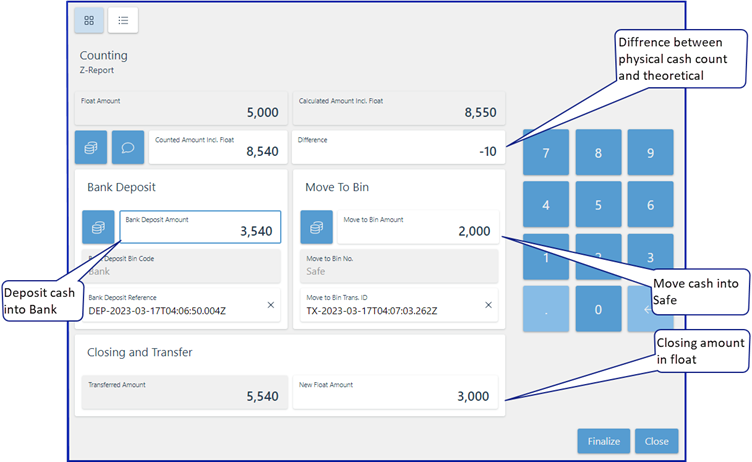 Counting
Z-Report
Diffrence between
physical cash count
and theoretical
Float Amount
5,000
Calculated Amount Incl. Float
8,550
Counted Amount Incl. Float
8,540
Difference
-10
7 8 9
Bank Deposit
Move To Bin
4 5 6
Bank Deposit Amount
3,540
Move to Bin Amount
2,000
1 2 3
Deposit cash
into Bank
Bank Deposit Bin Code
Bank
Move to Bin No.
Safe
Move cash into
Safe
Bank Deposit Reference
DEP-2023-03-17T04:06:50.004Z
Move to Bin Trans. ID
TX-2023-03-17T04:07:03.262Z
. 0
Closing amount
in float
Closing and Transfer
Transferred Amount
5,540
New Float Amount
3,000
Finalize Close